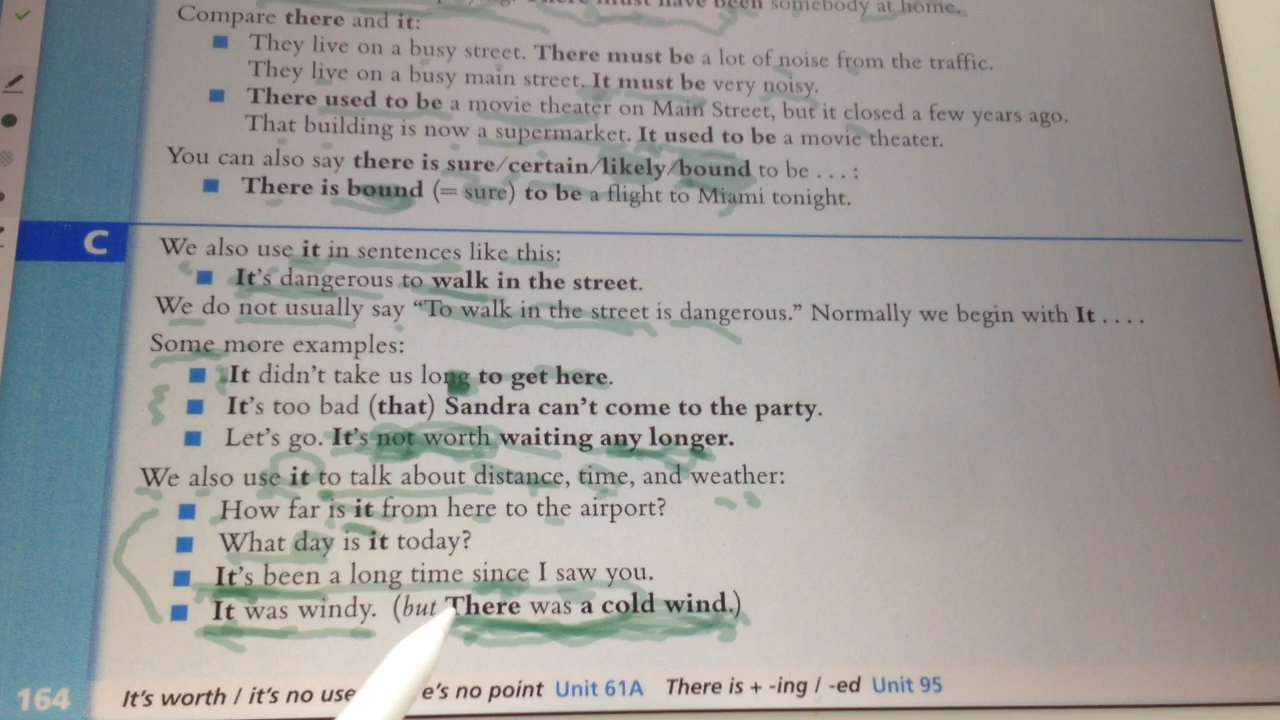 must have been somebody at home.
Compare there and it:
They live on a busy street. There must be a lot of noise from the traffic.
They live on a busy main street. It must be very noisy.
There used to be a movie theater on Main Street, but it closed a few years ago.
That building is now a supermarket. It used to be a movie theater.
You can also say there is sure/certain/likely/bound to be . . . :
There is bound (= sure) to be a flight to Miami tonight.
C
We also use it in sentences like this:
It's dangerous to walk in the street.
We do not usually say “To walk in the street is dangerous.” Normally we begin with It . . . .
Some more examples:
It didn't take us long to get here.
It's too bad (that) Sandra can't come to the party.
Let's go. It's not worth waiting any longer.
We also use it to talk about distance, time, and weather:
How far is it from here to the airport?
What day is it today?
It's been a long time since I saw you.
It was windy. (but There was a cold wind.)
164 It's worth / it's no use e's no point Unit 61A There is + -ing / -ed Unit 95